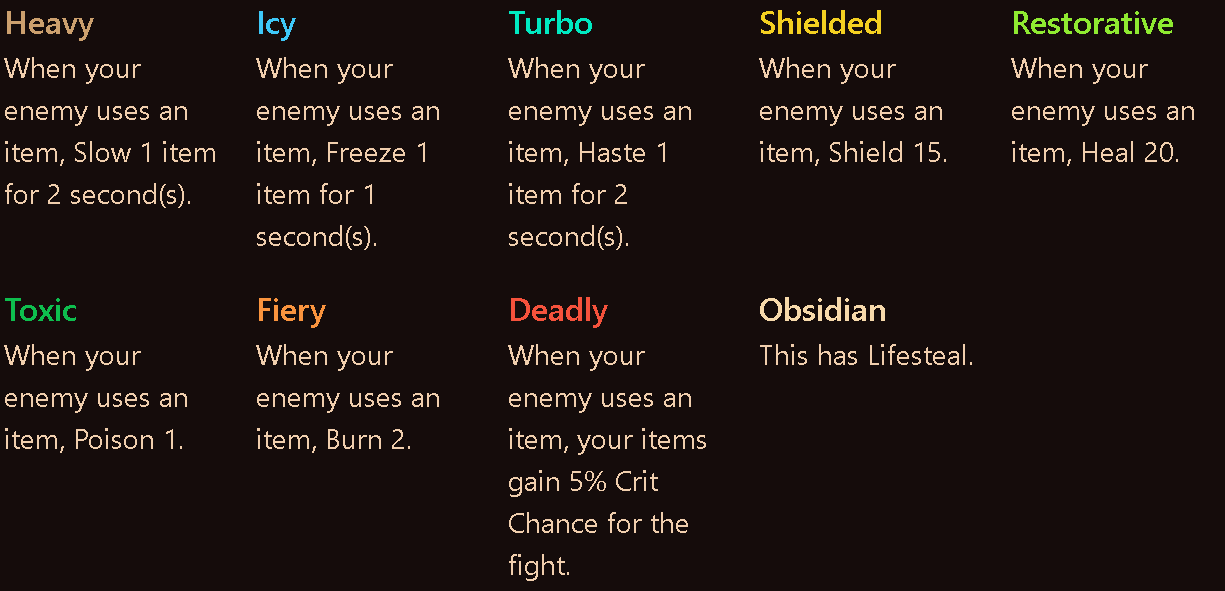 Heavy
When your
enemy uses an
item, Slow 1 item
for 2 second(s).
Icy
When your
enemy uses an
item, Freeze 1
item for 1
second(s).
Turbo
When your
enemy uses an
item, Haste 1
item for 2
second(s).
Shielded
When your
enemy uses an
item, Shield 15.
Restorative
When your
enemy uses an
item, Heal 20.
Toxic
When your
enemy uses an
item, Poison 1.
Fiery
When your
enemy uses an
item, Burn 2.
Deadly
When your
enemy uses an
item, your items
gain 5% Crit
Chance for the
fight.
Obsidian
This has Lifesteal.